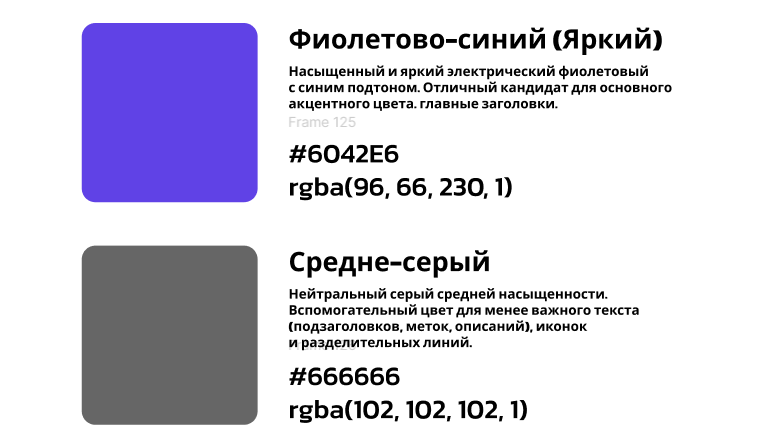 Фиолетово-синий (Яркий)
Насыщенный и яркий электрический фиолетовый
с синим подтоном. Отличный кандидат для основного
акцентного цвета. главные заголовки.
Frame 125
#6042E6
rgba(96, 66, 230, 1)
Средне-серый
Нейтральный серый средней насыщенности.
Вспомогательный цвет для менее важного текста
(подзаголовков, меток, описаний), иконок
и разделительных линий.
#666666
rgba(102, 102, 102, 1)